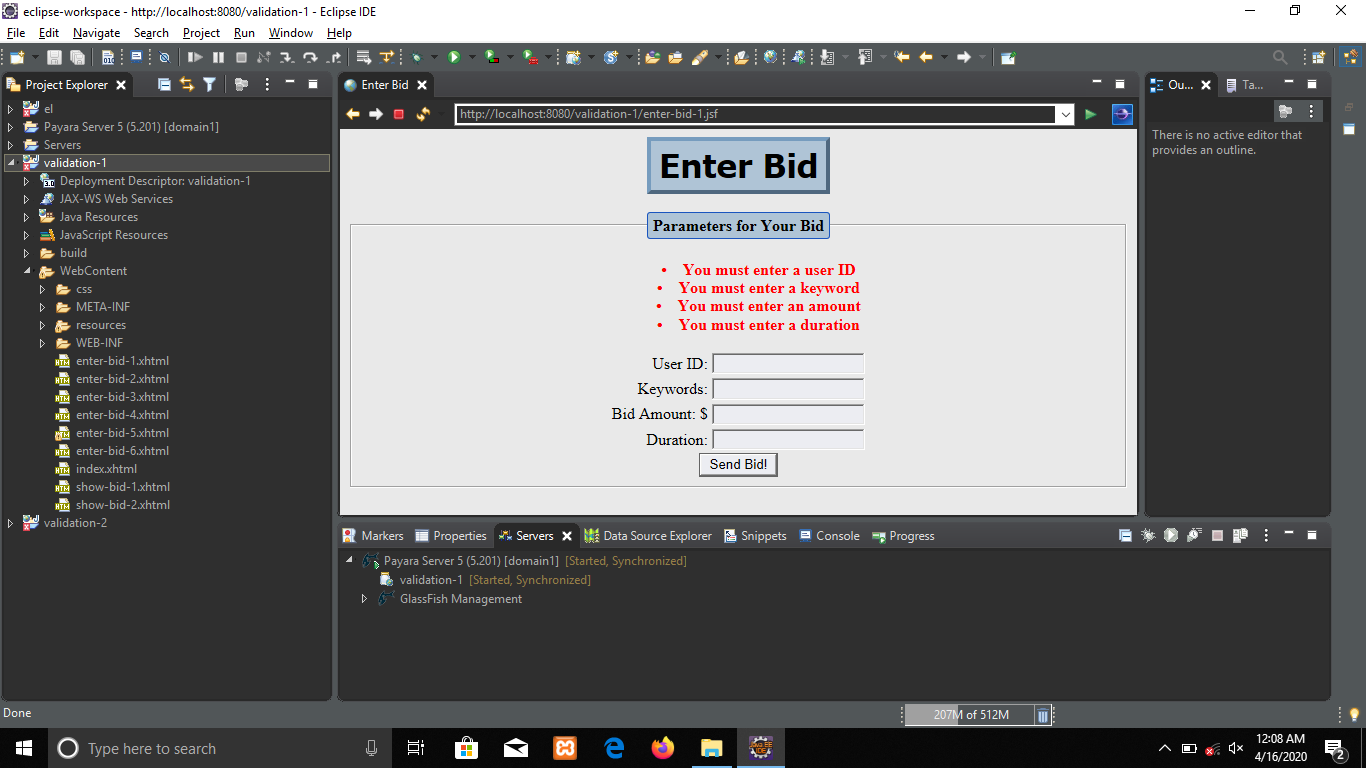 eclipse-workspace - http://localhost:8080/validation-1 - Eclipse IDE
File Edit Navigate Search Project Run Window Help
Project Explorer
el
Payara Server 5 (5.201) [domain1]
Servers
validation-1
Deployment Descriptor: validation-1
JAX-WS Web Services
Java Resources
JavaScript Resources
build
WebContent
css
META-INF
resources
WEB-INF
enter-bid-1.xhtml
enter-bid-2.xhtml
enter-bid-3.xhtml
enter-bid-4.xhtml
enter-bid-5.xhtml
enter-bid-6.xhtml
index.xhtml
show-bid-1.xhtml
show-bid-2.xhtml
validation-2
Enter Bid
http://localhost:8080/validation-1/enter-bid-1.jsf
Enter Bid
Parameters for Your Bid
• You must enter a user ID
• You must enter a keyword
• You must enter an amount
• You must enter a duration
User ID:
Keywords:
Bid Amount: $
Duration:
Send Bid!
Ou... Ta...
There is no active editor that
provides an outline.
Markers Properties Servers Data Source Explorer Snippets Console Progress
Payara Server 5 (5.201) [domain1] [Started, Synchronized]
validation-1 [Started, Synchronized]
GlassFish Management
Done
207M of 512M
Type here to search
12:08 AM
4/16/2020
2